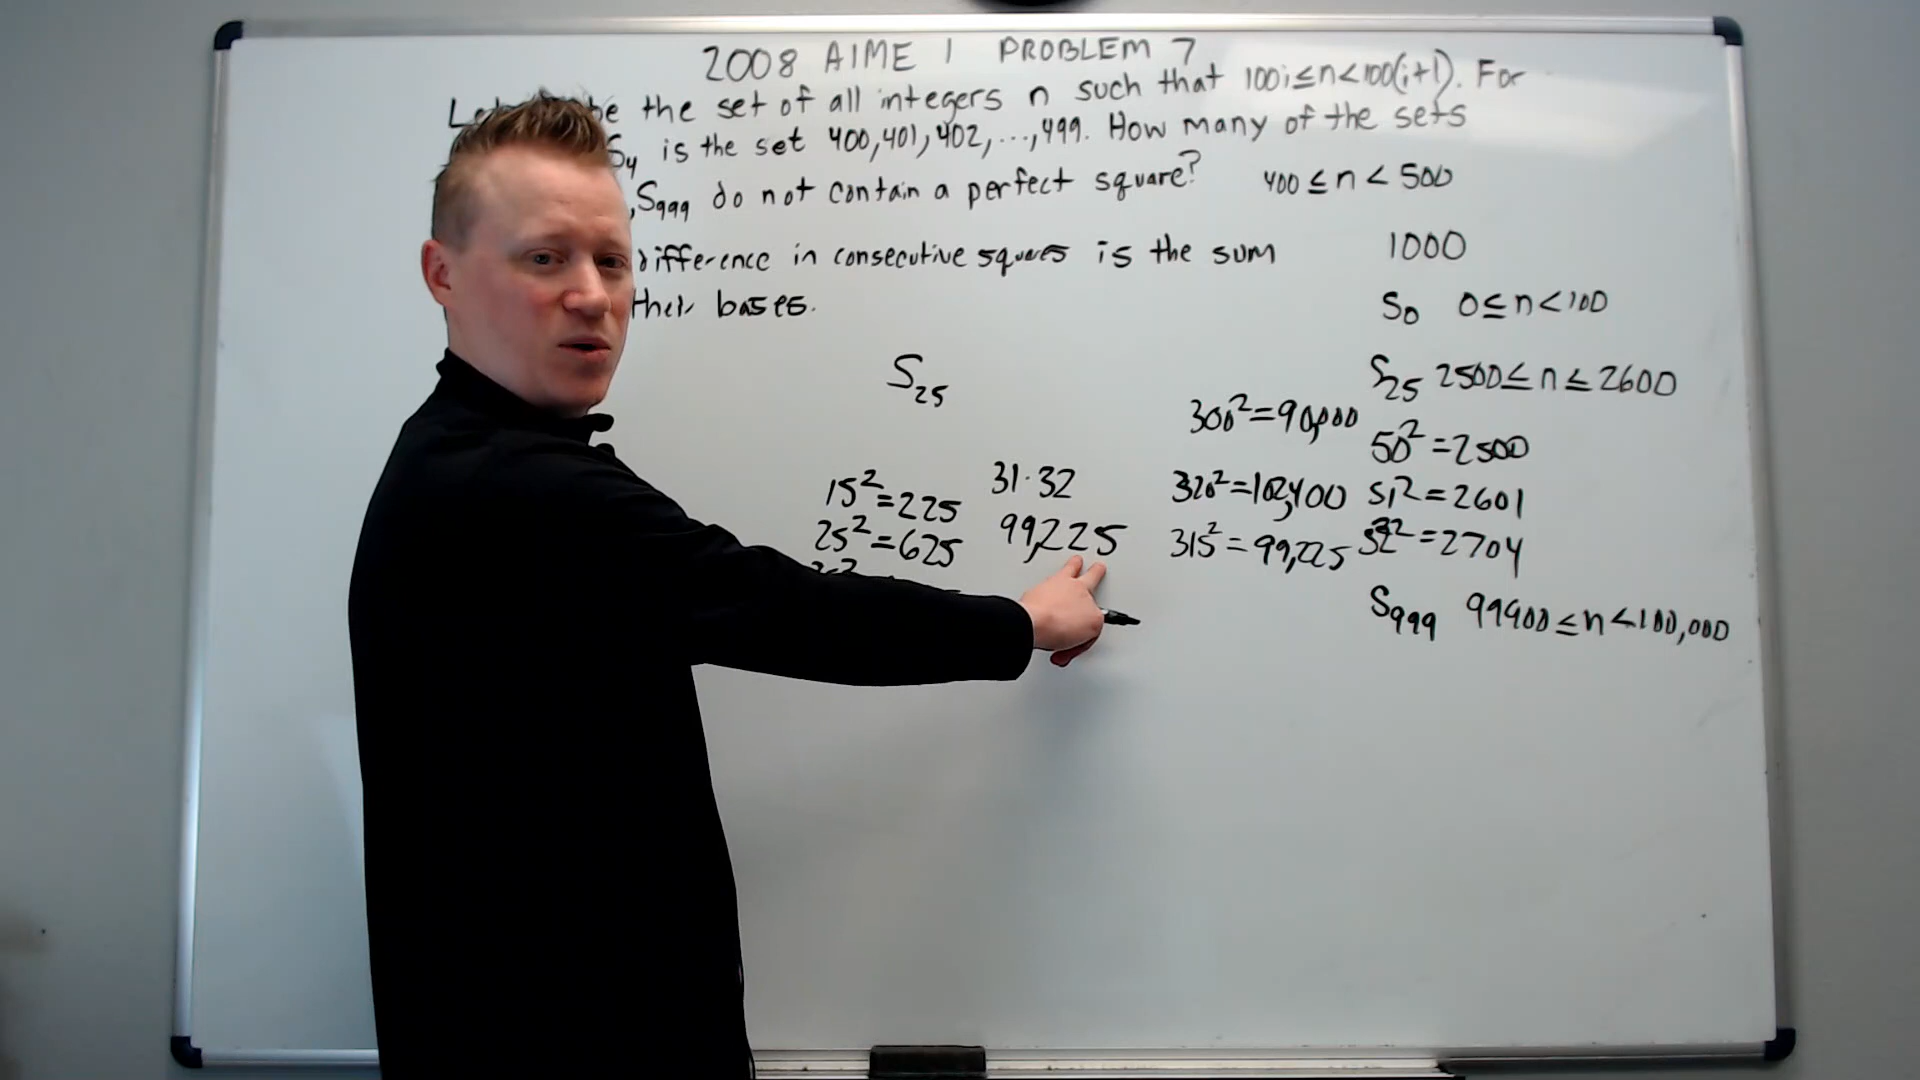 2008 AIME 1 PROBLEM 7
be the set of all integers n such that 100i≤n<100(i+1). For
S₄ is the set 400,401,402,...,499. How many of the sets
,S₉₉₉ do not contain a perfect square? 400≤n<500
difference in consecutive squares is the sum
their bases.
1000
S₀ 0≤n<100
S₂₅
S₂₅ 2500≤n≤2600
300²=90,000
50²=2500
15²=225
31·32
320²=102,400
51²=2601
25²=625
99,225
315²=99,225
52²=2704
S₉₉₉ 99900≤n<100,000